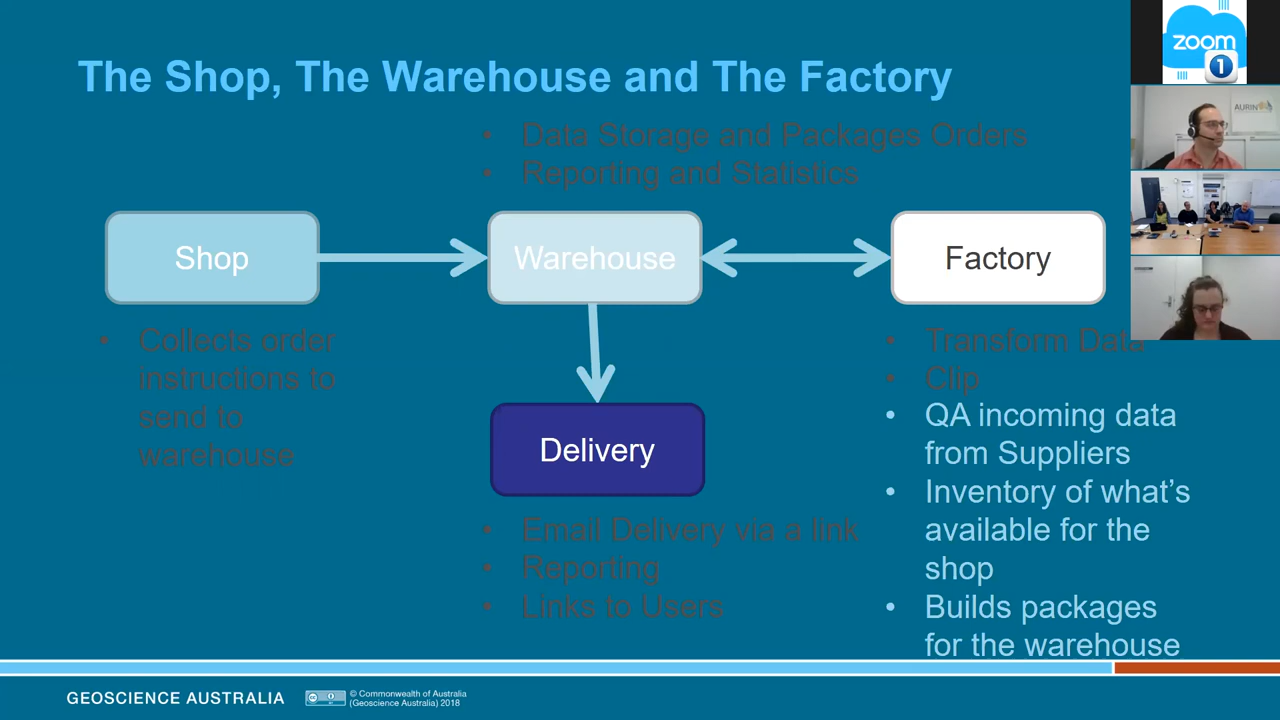 The Shop, The Warehouse and The Factory
• Data Storage and Packages Orders
• Reporting and Statistics
Shop
Warehouse
Factory
• Collects order
instructions to
send to
warehouse
Delivery
• Email Delivery via a link
• Reporting
• Links to Users
• Transform Data
• Clip
• QA incoming data
from Suppliers
• Inventory of what's
available for the
shop
• Builds packages
for the warehouse
GEOSCIENCE AUSTRALIA
© Commonwealth of Australia
(Geoscience Australia) 2018
zoom
1
AURIN